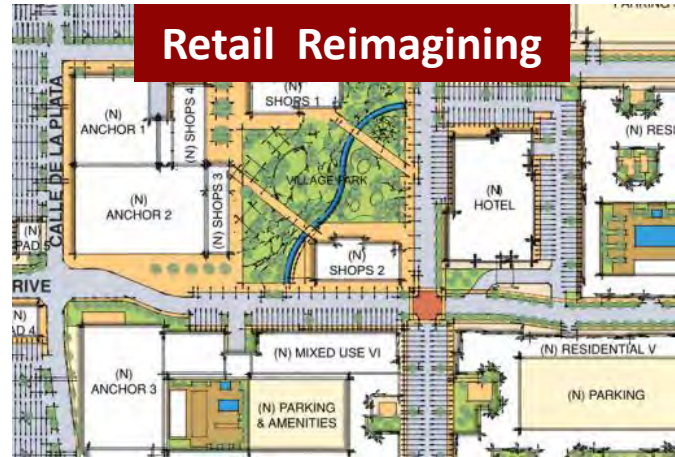 Retail Reimagining
(N)
ANCHOR 1
(N) SHOPS 4
(N)
SHOPS 1
CALLE DE LA PLATA
(N)
ANCHOR 2
(N) SHOPS 3
VILLAGE PARK
(N)
HOTEL
(N)
SHOPS 2
(N)
PAD 5
RIVE
(N)
AD 4
(N)
ANCHOR 3
(N) MIXED USE VI
(N) PARKING
& AMENITIES
(N) RESI
(N) RESIDENTIAL V
(N) PARKING